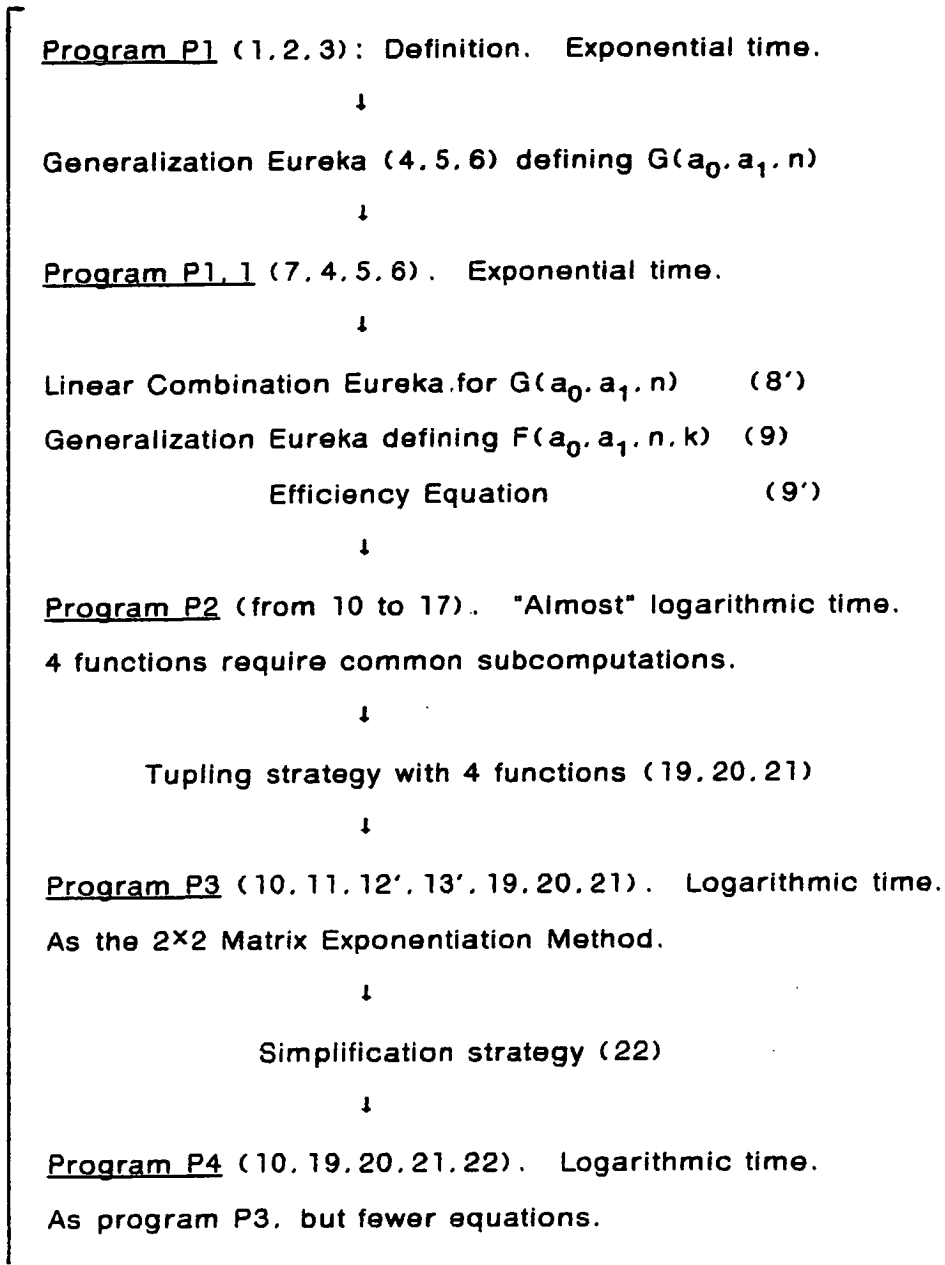 Program P1 (1,2,3): Definition. Exponential time.
↓
Generalization Eureka (4,5,6) defining G(a₀,a₁,n)
↓
Program P1,1 (7,4,5,6). Exponential time.
↓
Linear Combination Eureka for G(a₀,a₁,n) (8′)
Generalization Eureka defining F(a₀,a₁,n,k) (9)
Efficiency Equation (9′)
↓
Program P2 (from 10 to 17). "Almost" logarithmic time.
4 functions require common subcomputations.
↓
Tupling strategy with 4 functions (19,20,21)
↓
Program P3 (10,11,12′,13′,19,20,21). Logarithmic time.
As the 2×2 Matrix Exponentiation Method.
↓
Simplification strategy (22)
↓
Program P4 (10,19,20,21,22). Logarithmic time.
As program P3, but fewer equations.